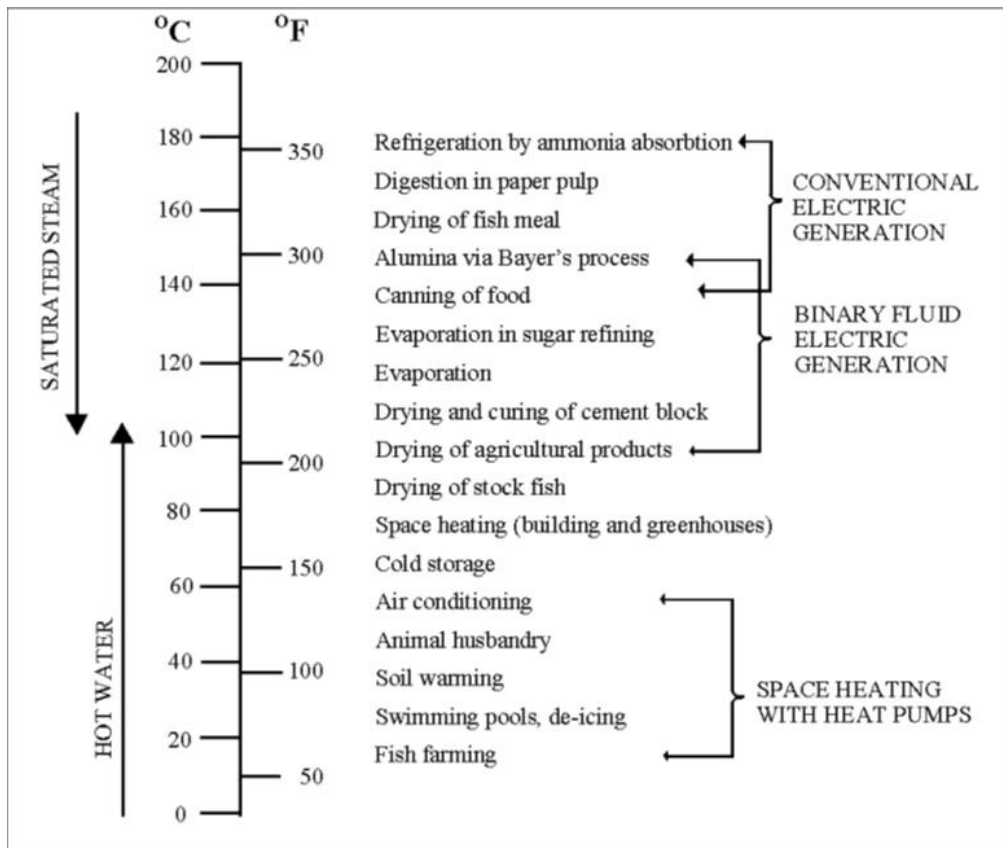 °C
°F
200
180
160
140
120
100
80
60
40
20
0
350
300
250
200
150
100
50
SATURATED STEAM
HOT WATER
Refrigeration by ammonia absorbtion
Digestion in paper pulp
Drying of fish meal
Alumina via Bayer's process
Canning of food
Evaporation in sugar refining
Evaporation
Drying and curing of cement block
Drying of agricultural products
Drying of stock fish
Space heating (building and greenhouses)
Cold storage
Air conditioning
Animal husbandry
Soil warming
Swimming pools, de-icing
Fish farming
CONVENTIONAL
ELECTRIC
GENERATION
BINARY FLUID
ELECTRIC
GENERATION
SPACE HEATING
WITH HEAT PUMPS